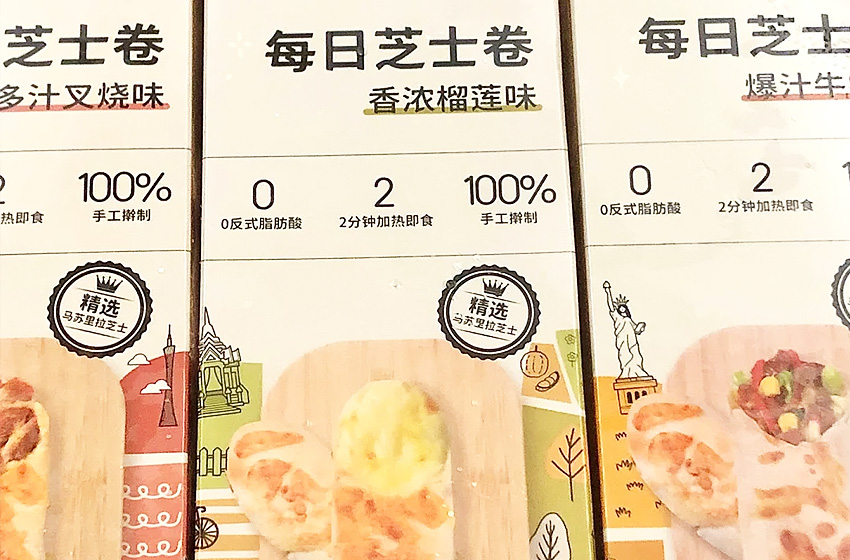 芝士卷
多汁叉烧味
100%
热即食
手工擀制
精选
马苏里拉芝士
每日芝士卷
香浓榴莲味
0
2
100%
0反式脂肪酸
2分钟加热即食
手工擀制
精选
马苏里拉芝士
每日芝士
爆汁牛
0
2
0反式脂肪酸
2分钟加热即食